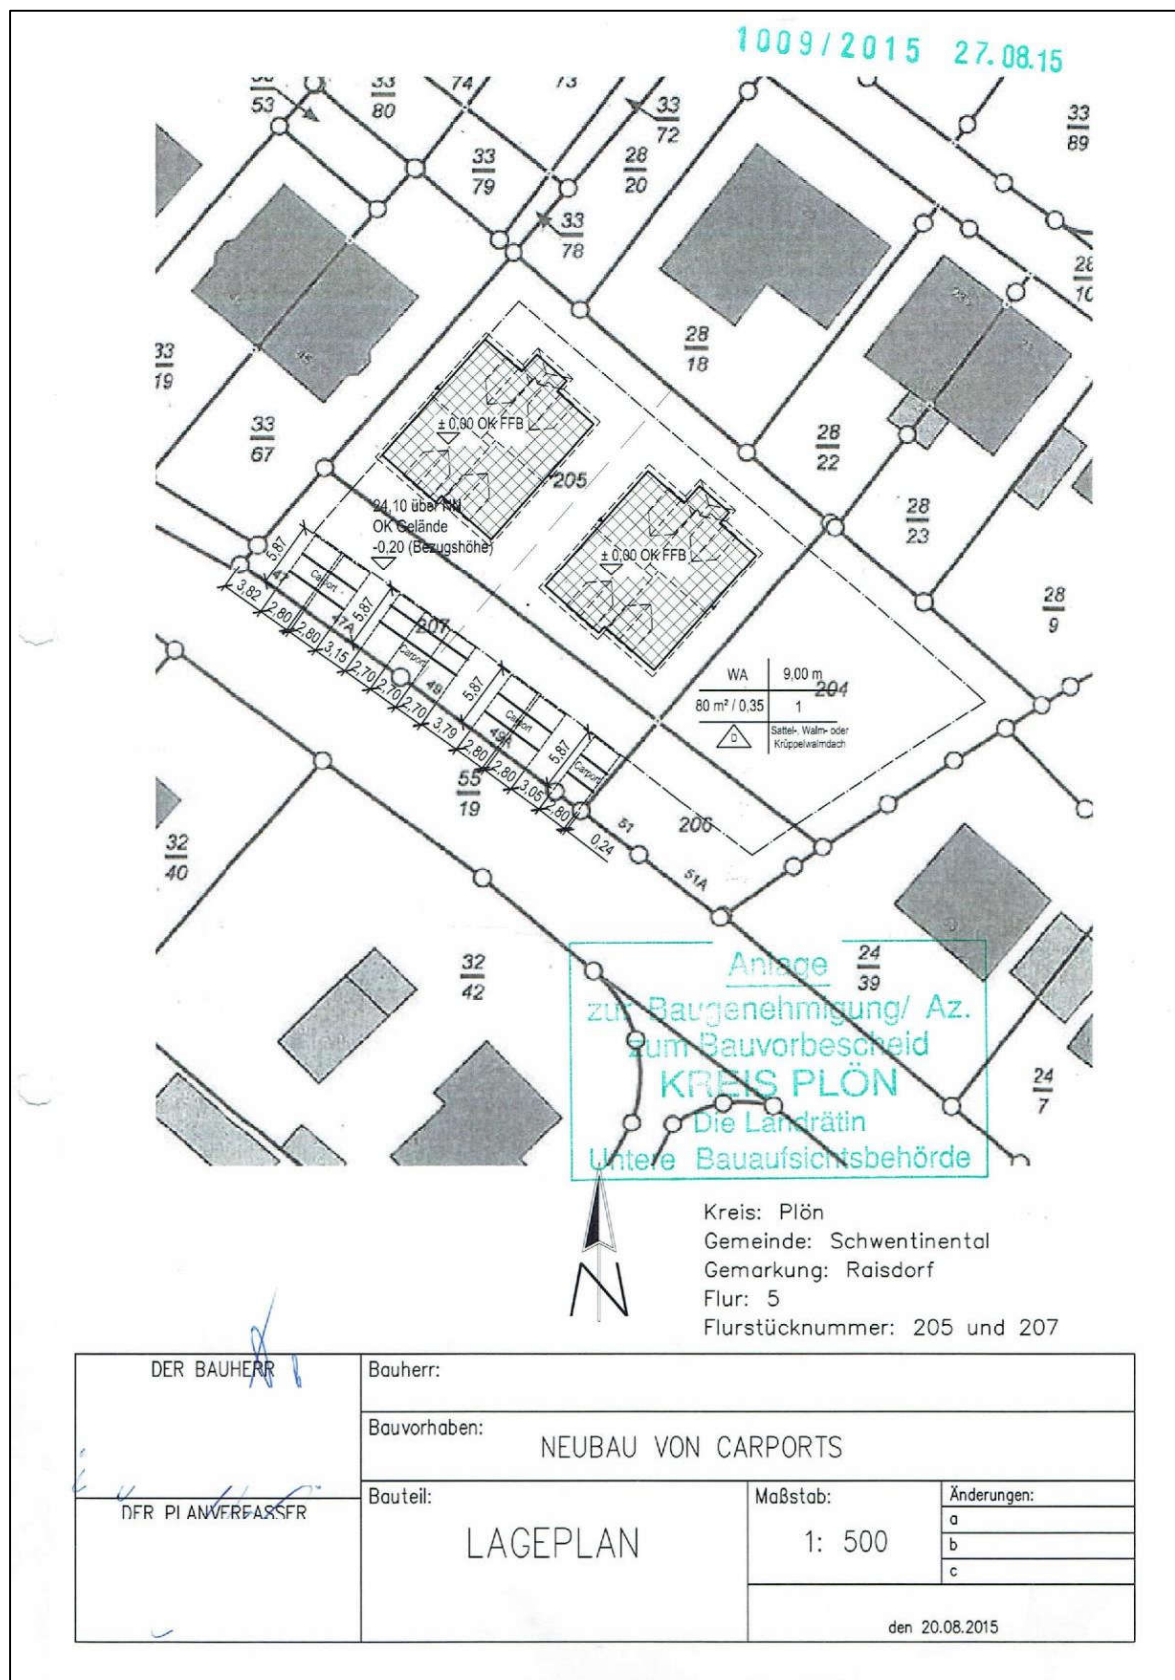 1009/2015 27.08.15
53
33
80
74
73
33
72
33
89
33
79
28
20
33
78
28
10
33
19
28
18
33
67
± 0,00 OK FFB
205
28
22
28
23
24,10 über NN
OK Gelände
-0,20 (Bezugshöhe)
± 0,00 OK FFB
28
9
5,87
47
Carport
3,82
2,80
2,80
3,15
47A
5,87
207
Carport
2,70
2,70
2,70
49
5,87
3,79
49A
Carport
2,80
2,80
3,05
5,87
Carport
2,80
0,24
WA
9,00 m
204
80 m² / 0,35
1
D
Sattel-, Walm- oder
Krüppelwalmdach
55
19
51
206
51A
32
40
32
42
24
39
24
7
Anlage
zur Baugenehmigung/ Az.
zum Bauvorbescheid
KREIS PLÖN
Die Landrätin
Untere Bauaufsichtsbehörde
N
Kreis: Plön
Gemeinde: Schwentinental
Gemarkung: Raisdorf
Flur: 5
Flurstücknummer: 205 und 207
DER BAUHERR
Bauherr:
Bauvorhaben:
NEUBAU VON CARPORTS
DER PLANVERFASSER
Bauteil:
LAGEPLAN
Maßstab:
1: 500
Änderungen:
a
b
c
den 20.08.2015